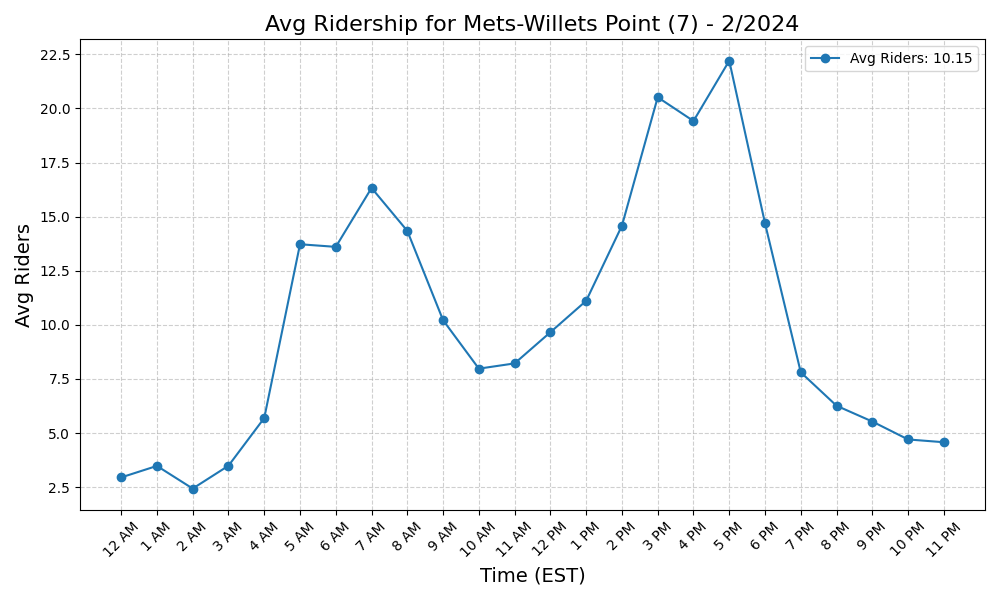 Avg Ridership for Mets-Willets Point (7) - 2/2024
Avg Riders: 10.15
Avg Riders
22.5
20.0
17.5
15.0
12.5
10.0
7.5
5.0
2.5
12 AM
1 AM
2 AM
3 AM
4 AM
5 AM
6 AM
7 AM
8 AM
9 AM
10 AM
11 AM
12 PM
1 PM
2 PM
3 PM
4 PM
5 PM
6 PM
7 PM
8 PM
9 PM
10 PM
11 PM
Time (EST)